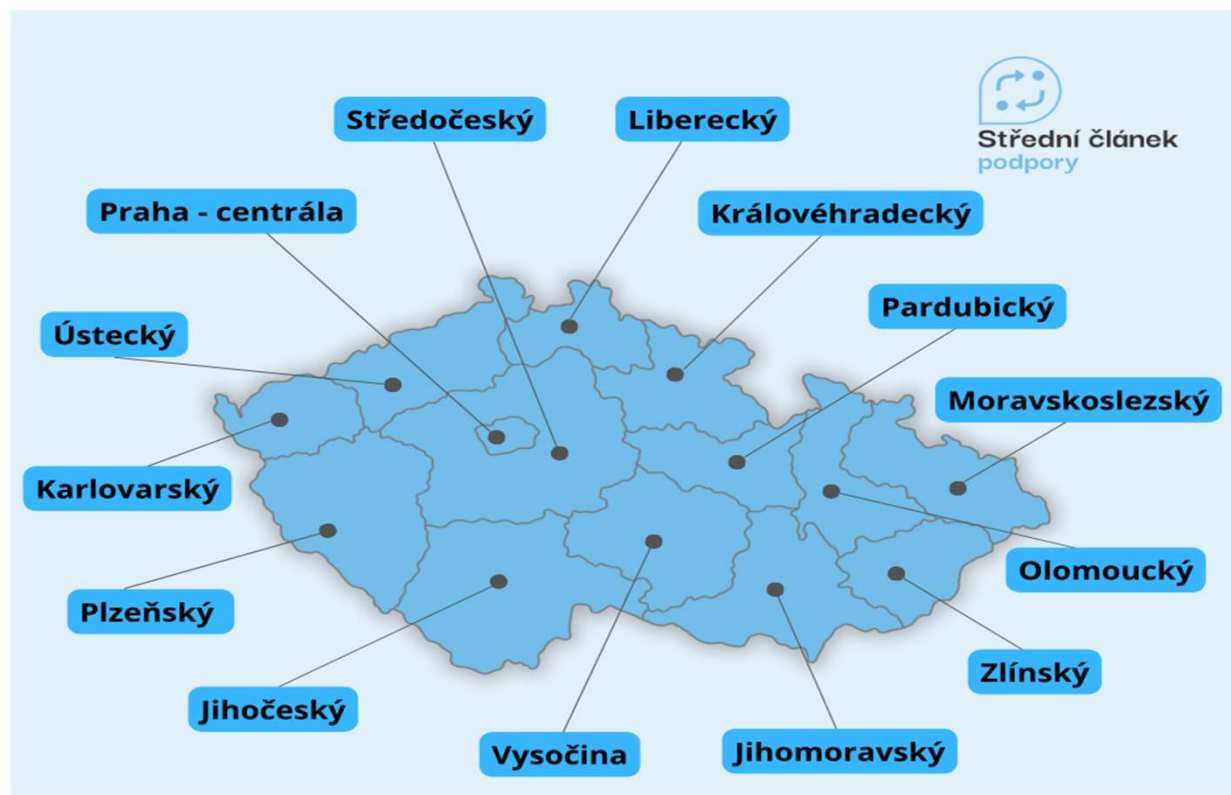 Střední článek
podpory
Středočeský
Liberecký
Praha - centrála
Královéhradecký
Pardubický
Ústecký
Moravskoslezský
Karlovarský
Olomoucký
Plzeňský
Zlínský
Jihočeský
Vysočina
Jihomoravský